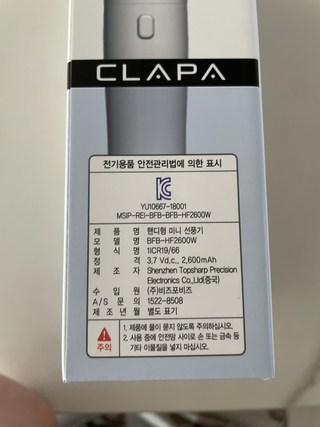 CLAPA
전기용품 안전관리법에 의한 표시
YU10667-18001
MSIP-REI-BFB-BFB-HF2600W
제 품 명 핸디형 미니 선풍기
모 델 명 BFB-HF2600W
형 식 명 1ICR19/66
정 격 3.7 Vd.c., 2,600mAh
제 조 자 Shenzhen Topsharp Precision
Electronics Co.,Ltd(중국)
수 입 원 (주)비즈포비즈
A/S 문 의 1522-8508
제 조 년 월 별도 표기
주의
1. 제품에 물이 묻지 않도록 주의하십시오.
2. 사용 중에 안전망 사이로 손 또는 금속 등
기타 이물질을 넣지 마십시오.